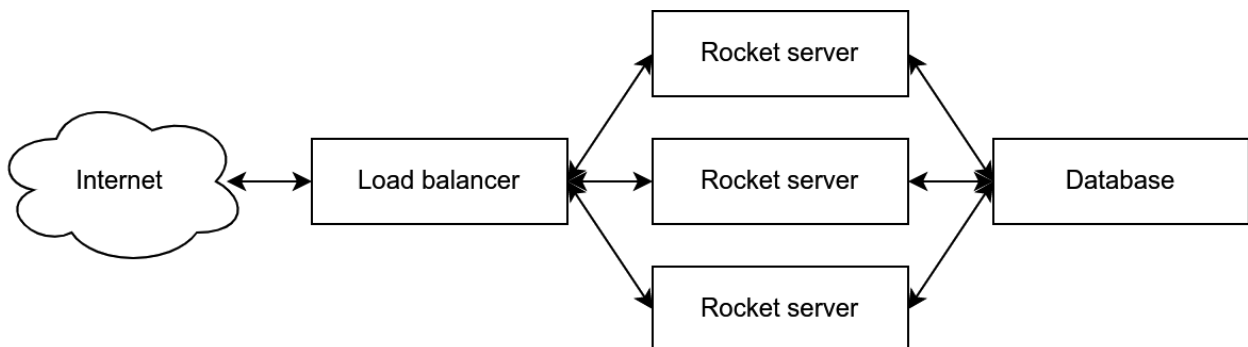 Rocket server
Internet
Load balancer
Rocket server
Database
Rocket server